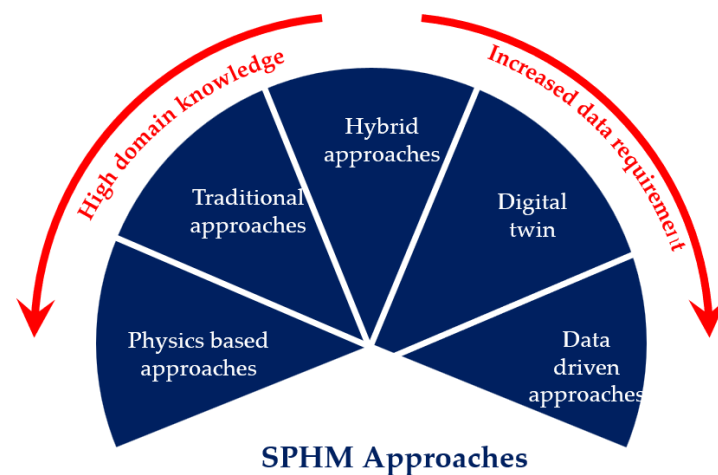 High domain knowledge
Increased data requirement
Hybrid
approaches
Traditional
approaches
Digital
twin
Physics based
approaches
Data
driven
approaches
SPHM Approaches